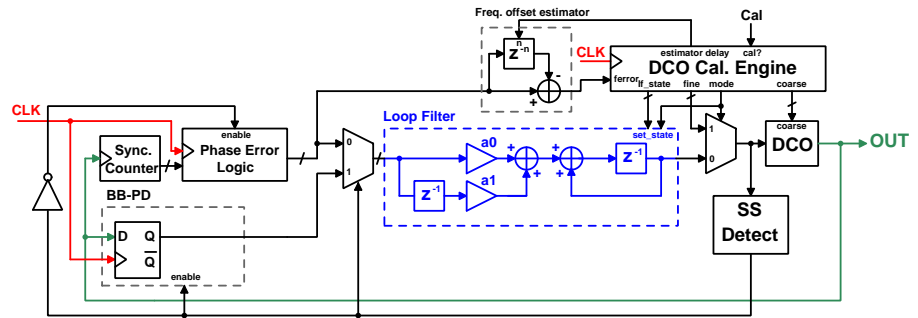 Freq. offset estimator
Cal
n
z-n
-
+
CLK
estimator delay cal?
DCO Cal. Engine
ferror
lf_state fine mode coarse
CLK
enable
Sync. Counter
Phase Error Logic
0
1
Loop Filter
a0
+
+
+
+
set_state
z-1
z-1
a1
1
0
coarse
DCO
OUT
BB-PD
D Q
Q
enable
SS Detect